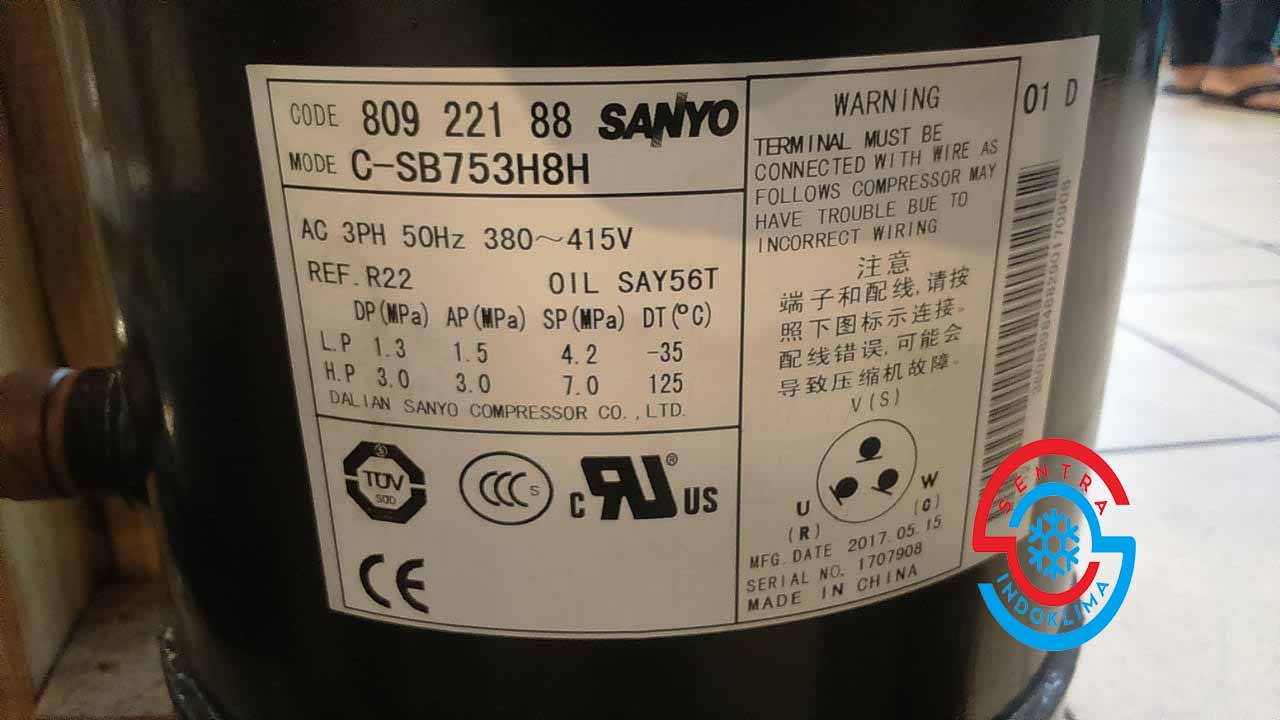 CODE 809 221 88 SANYO
MODE C-SB753H8H
AC 3PH 50Hz 380～415V
REF. R22 OIL SAY56T
DP(MPa) AP(MPa) SP(MPa) DT(℃)
L.P 1.3 1.5 4.2 -35
H.P 3.0 3.0 7.0 125
DALIAN SANYO COMPRESSOR CO.,LTD.
TÜV
CCC S
c RU ® US
CE
WARNING
TERMINAL MUST BE
CONNECTED WITH WIRE AS
FOLLOWS COMPRESSOR MAY
HAVE TROUBLE BUE TO
INCORRECT WIRING
注意
端子和配线,请按
照下图标示连接。
配线错误,可能会
导致压缩机故障。
V(S)
U W
(R) (C)
MFG. DATE 2017.05.15
SERIAL NO. 1707908
MADE IN CHINA
01 D
SENTRA
INDOKLIMA